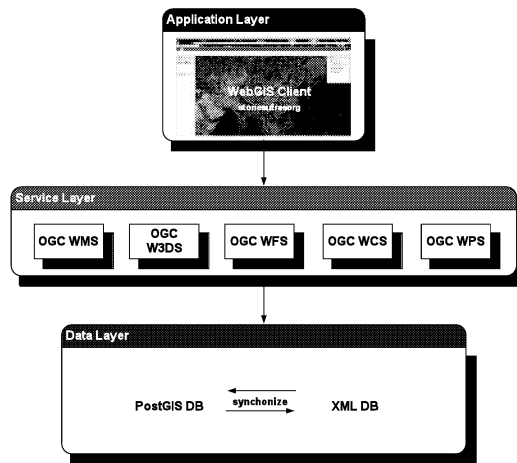 Application Layer
WebGIS Client
Service Layer
OGC WMS
OGC
W3DS
OGC WFS
OGC WCS
OGC WPS
Data Layer
PostGIS DB
synchonize
XML DB